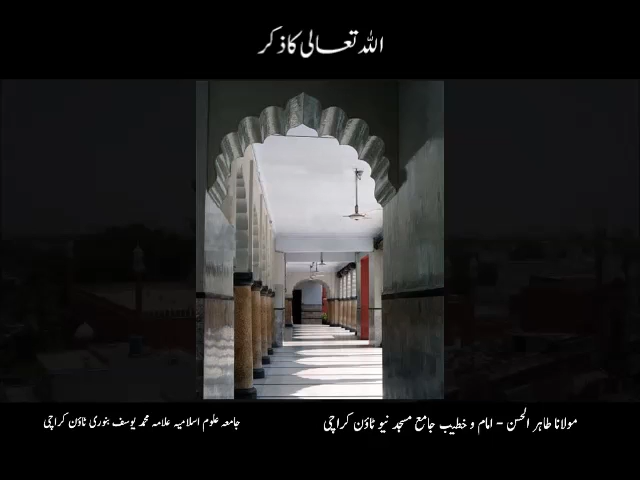 اللہ تعالی کا ذکر
مولانا طاہر الحسن - امام و خطیب جامع مسجد نیو ٹاؤن کراچی
جامعہ علوم اسلامیہ علامہ محمد یوسف بنوری ٹاؤن کراچی